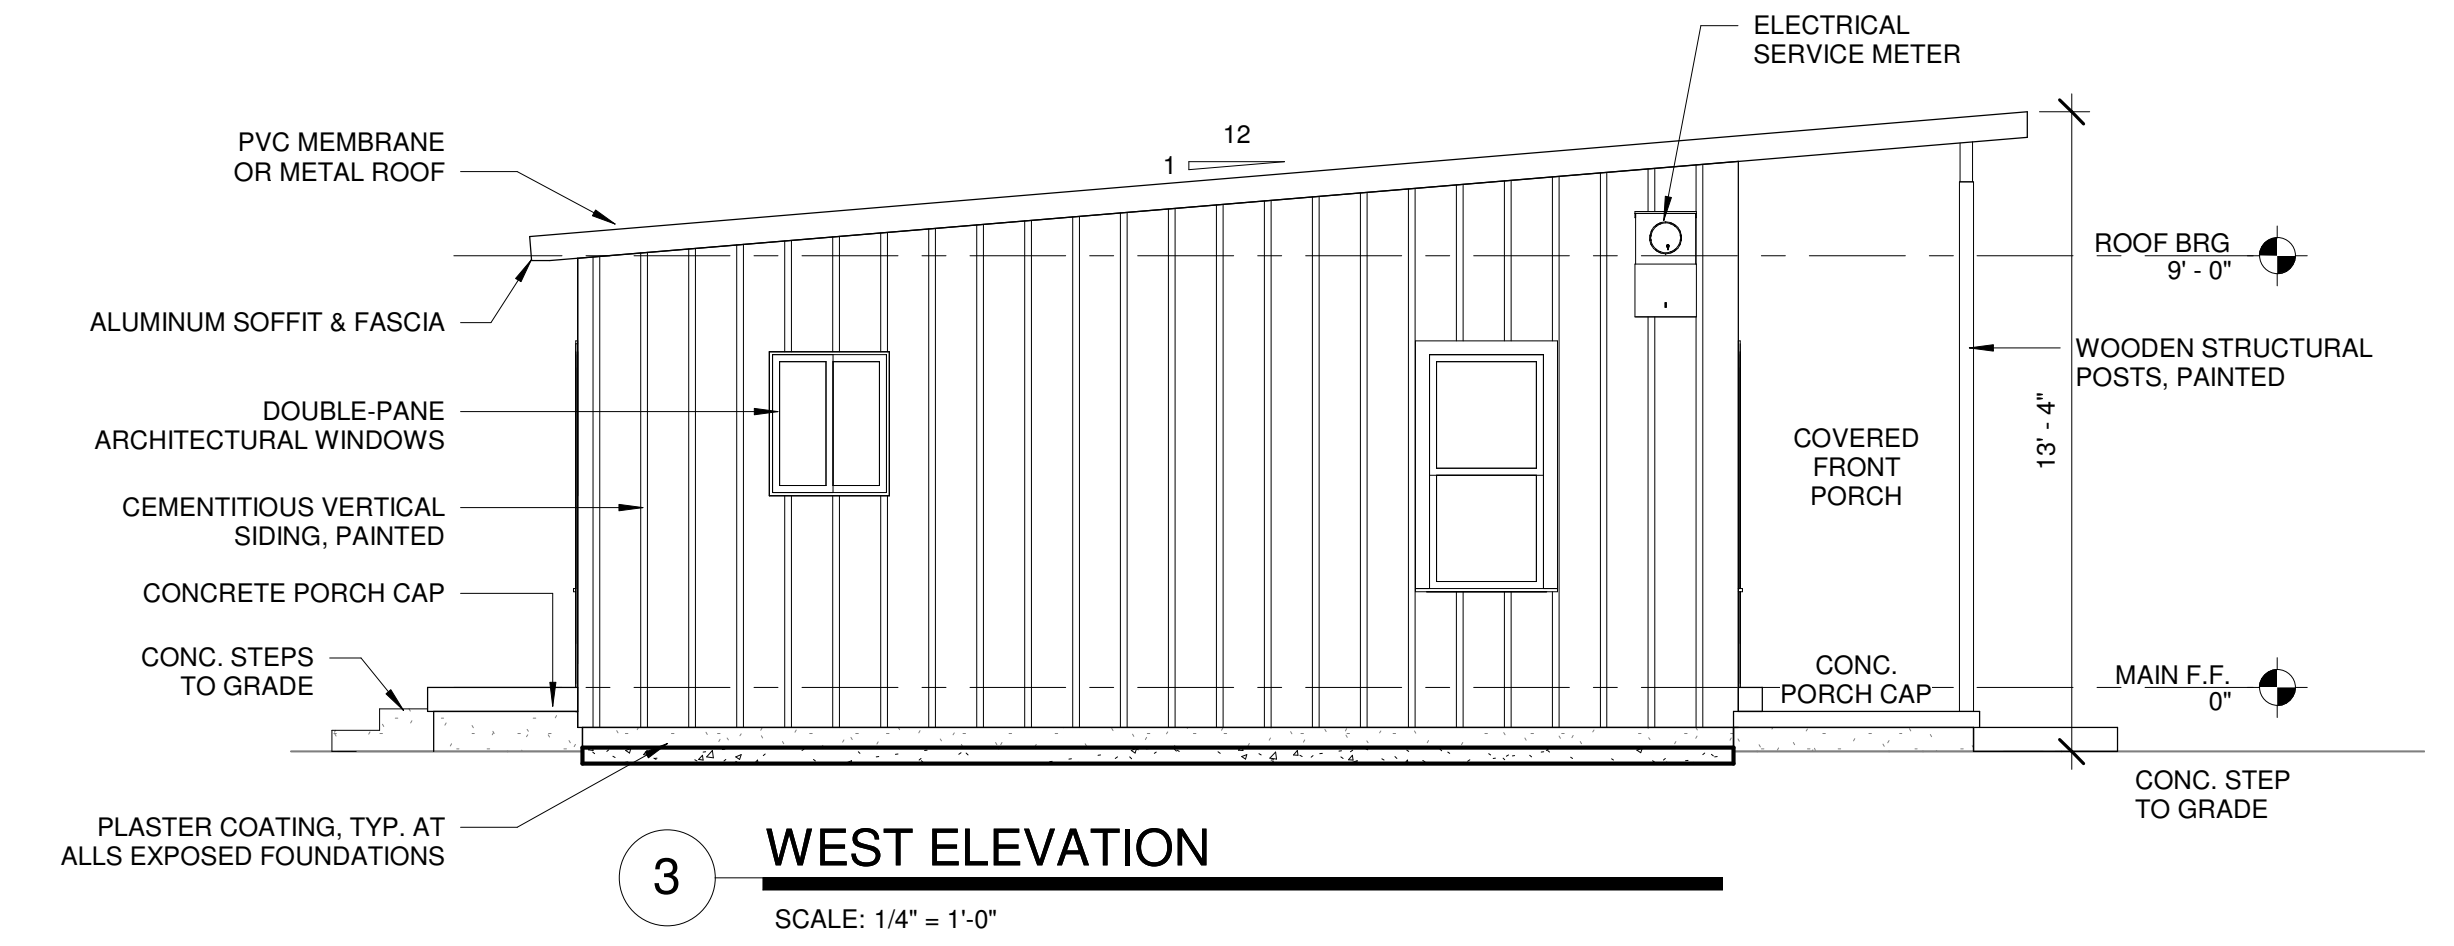 ELECTRICAL
SERVICE METER
PVC MEMBRANE
OR METAL ROOF
12
1
ROOF BRG
9' - 0"
ALUMINUM SOFFIT & FASCIA
WOODEN STRUCTURAL
POSTS, PAINTED
13' - 4"
DOUBLE-PANE
ARCHITECTURAL WINDOWS
COVERED
FRONT
PORCH
CEMENTITIOUS VERTICAL
SIDING, PAINTED
CONCRETE PORCH CAP
CONC. STEPS
TO GRADE
CONC.
PORCH CAP
MAIN F.F.
0"
CONC. STEP
TO GRADE
PLASTER COATING, TYP. AT
ALLS EXPOSED FOUNDATIONS
3
WEST ELEVATION
SCALE: 1/4" = 1'-0"